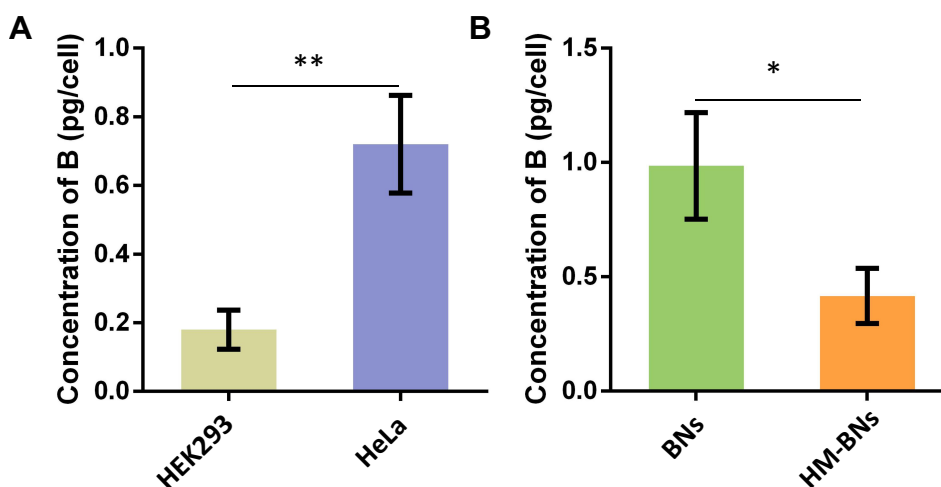 A
Concentration of B (pg/cell)
1.0
0.8
0.6
0.4
0.2
0.0
**
HEK293
HeLa
B
Concentration of B (pg/cell)
1.5
1.0
0.5
0.0
*
BNs
HM-BNs